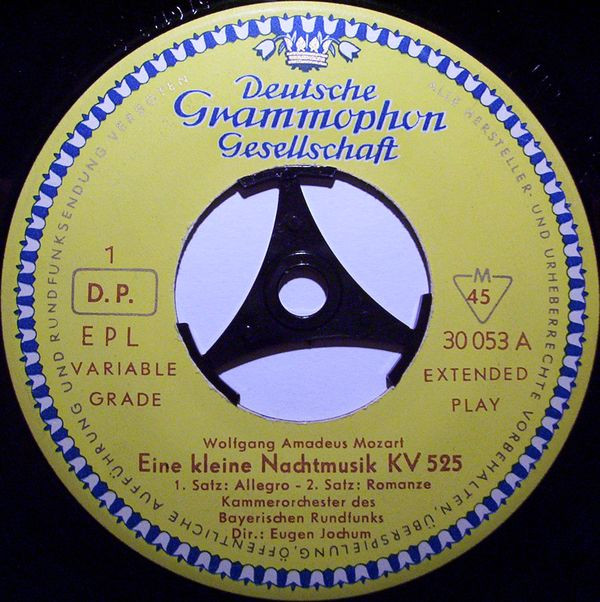 Deutsche
Grammophon
Gesellschaft
ALLE HERSTELLER- UND URHEBERRECHTE VORBEHALTEN, ÜBERSPIELUNG, ÖFFENTLICHE AUFFÜHRUNG UND RUNDFUNKSENDUNG VERBOTEN
1
D.P.
EPL
VARIABLE
GRADE
M
45
30 053 A
EXTENDED
PLAY
Wolfgang Amadeus Mozart
Eine kleine Nachtmusik KV 525
1. Satz: Allegro - 2. Satz: Romanze
Kammerorchester des
Bayerischen Rundfunks
Dir.: Eugen Jochum